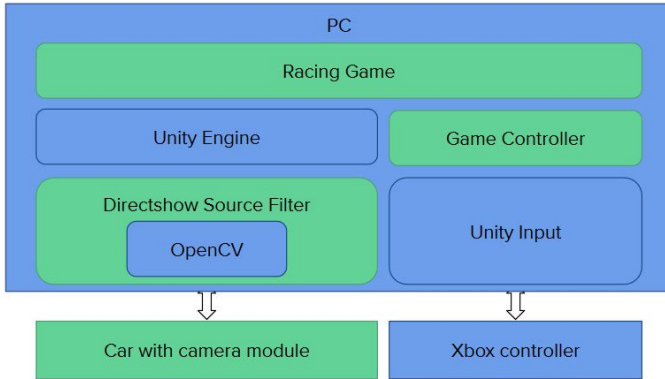 PC
Racing Game
Unity Engine
Game Controller
Directshow Source Filter
OpenCV
Unity Input
Car with camera module
Xbox controller